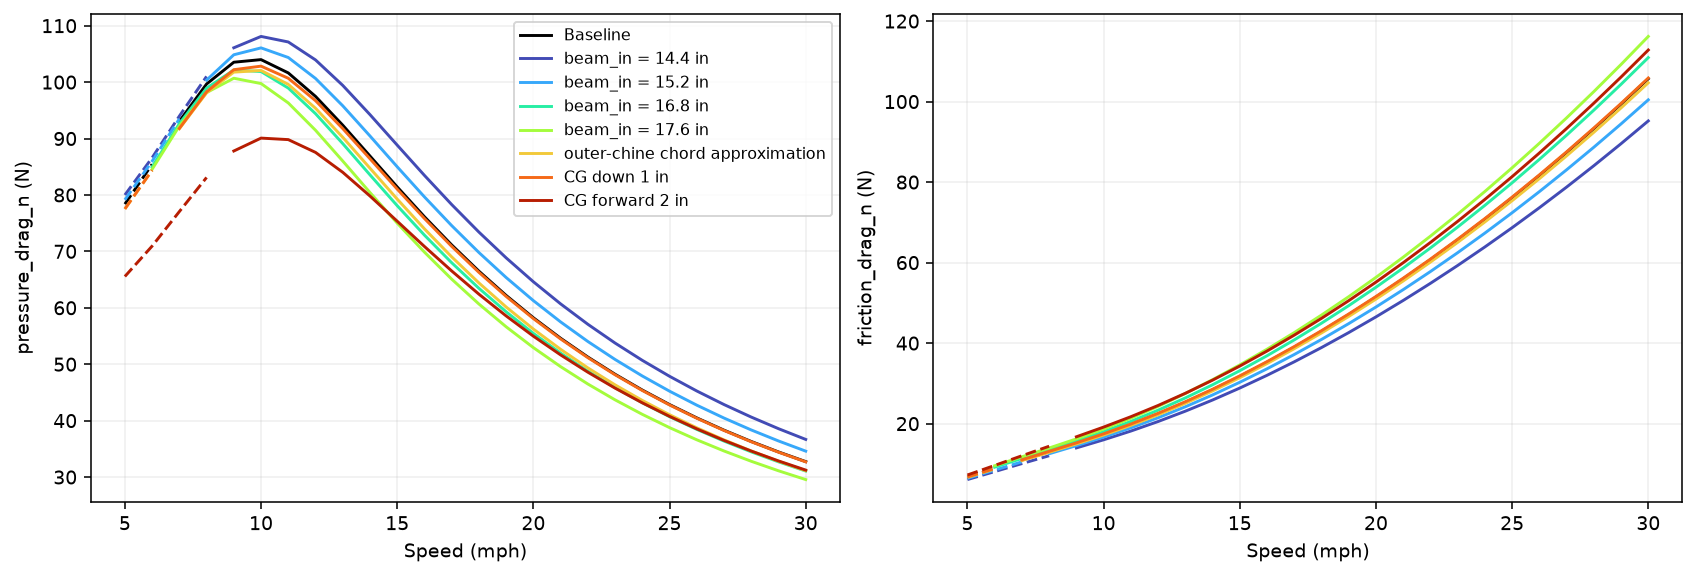 110
100
90
80
70
60
50
40
30
pressure_drag_n (N)
5
10
15
20
25
30
Speed (mph)
Baseline
beam_in = 14.4 in
beam_in = 15.2 in
beam_in = 16.8 in
beam_in = 17.6 in
outer-chine chord approximation
CG down 1 in
CG forward 2 in
120
100
80
60
40
20
friction_drag_n (N)
5
10
15
20
25
30
Speed (mph)